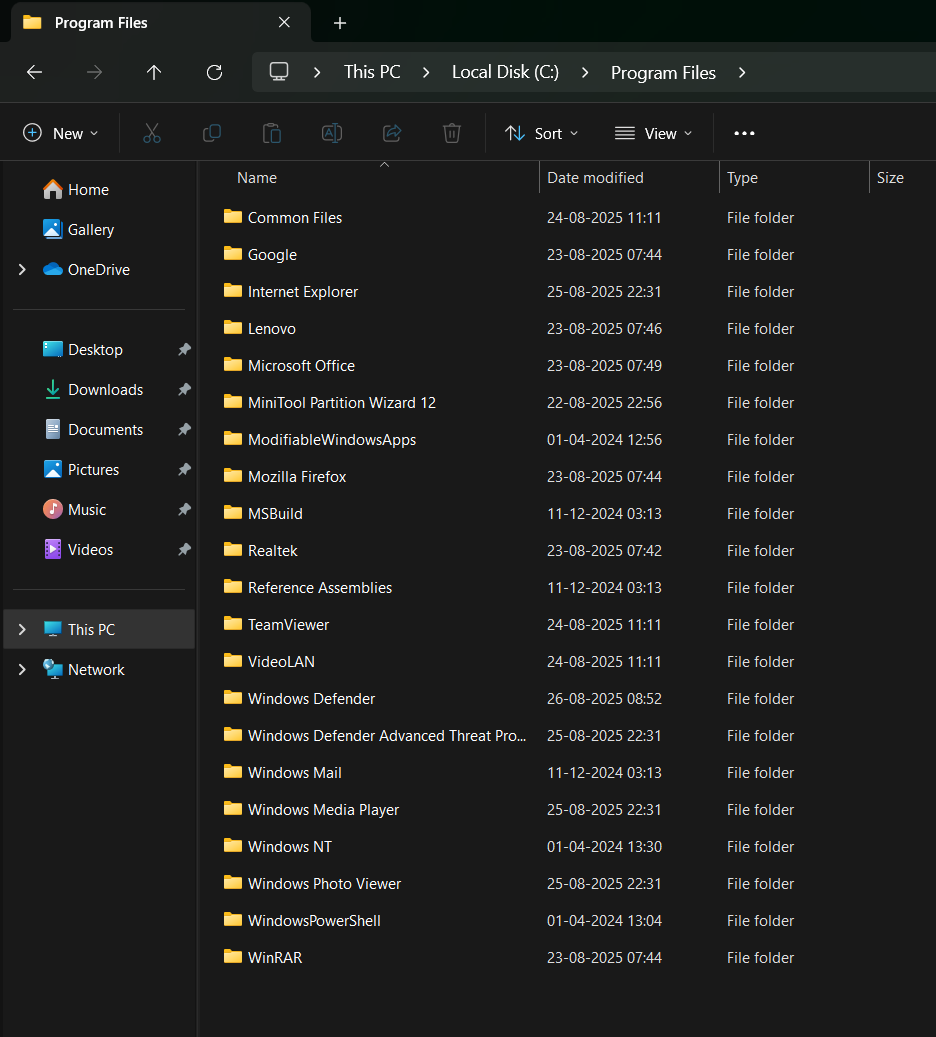 Program Files
This PC Local Disk (C:) Program Files
New Sort View
Name Date modified Type Size
Home
Gallery
OneDrive
Desktop
Downloads
Documents
Pictures
Music
Videos
This PC
Network
Common Files 24-08-2025 11:11 File folder
Google 23-08-2025 07:44 File folder
Internet Explorer 25-08-2025 22:31 File folder
Lenovo 23-08-2025 07:46 File folder
Microsoft Office 23-08-2025 07:49 File folder
MiniTool Partition Wizard 12 22-08-2025 22:56 File folder
ModifiableWindowsApps 01-04-2024 12:56 File folder
Mozilla Firefox 23-08-2025 07:44 File folder
MSBuild 11-12-2024 03:13 File folder
Realtek 23-08-2025 07:42 File folder
Reference Assemblies 11-12-2024 03:13 File folder
TeamViewer 24-08-2025 11:11 File folder
VideoLAN 24-08-2025 11:11 File folder
Windows Defender 26-08-2025 08:52 File folder
Windows Defender Advanced Threat Pro... 25-08-2025 22:31 File folder
Windows Mail 11-12-2024 03:13 File folder
Windows Media Player 25-08-2025 22:31 File folder
Windows NT 01-04-2024 13:30 File folder
Windows Photo Viewer 25-08-2025 22:31 File folder
WindowsPowerShell 01-04-2024 13:04 File folder
WinRAR 23-08-2025 07:44 File folder